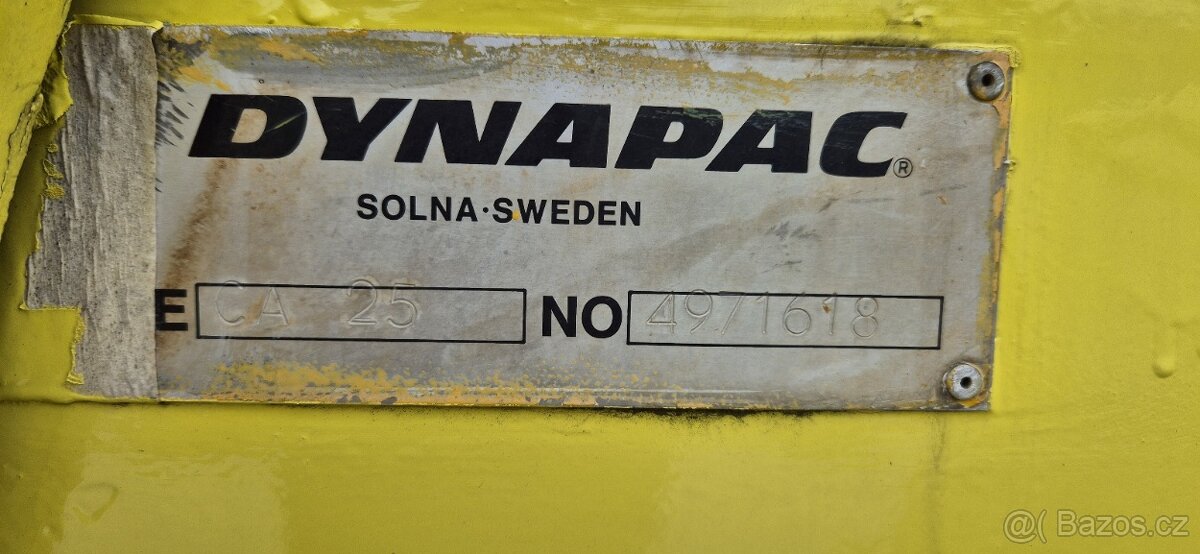 DYNAPAC®
SOLNA·SWEDEN
E CA 25 NO 4971618
@( Bazos.cz